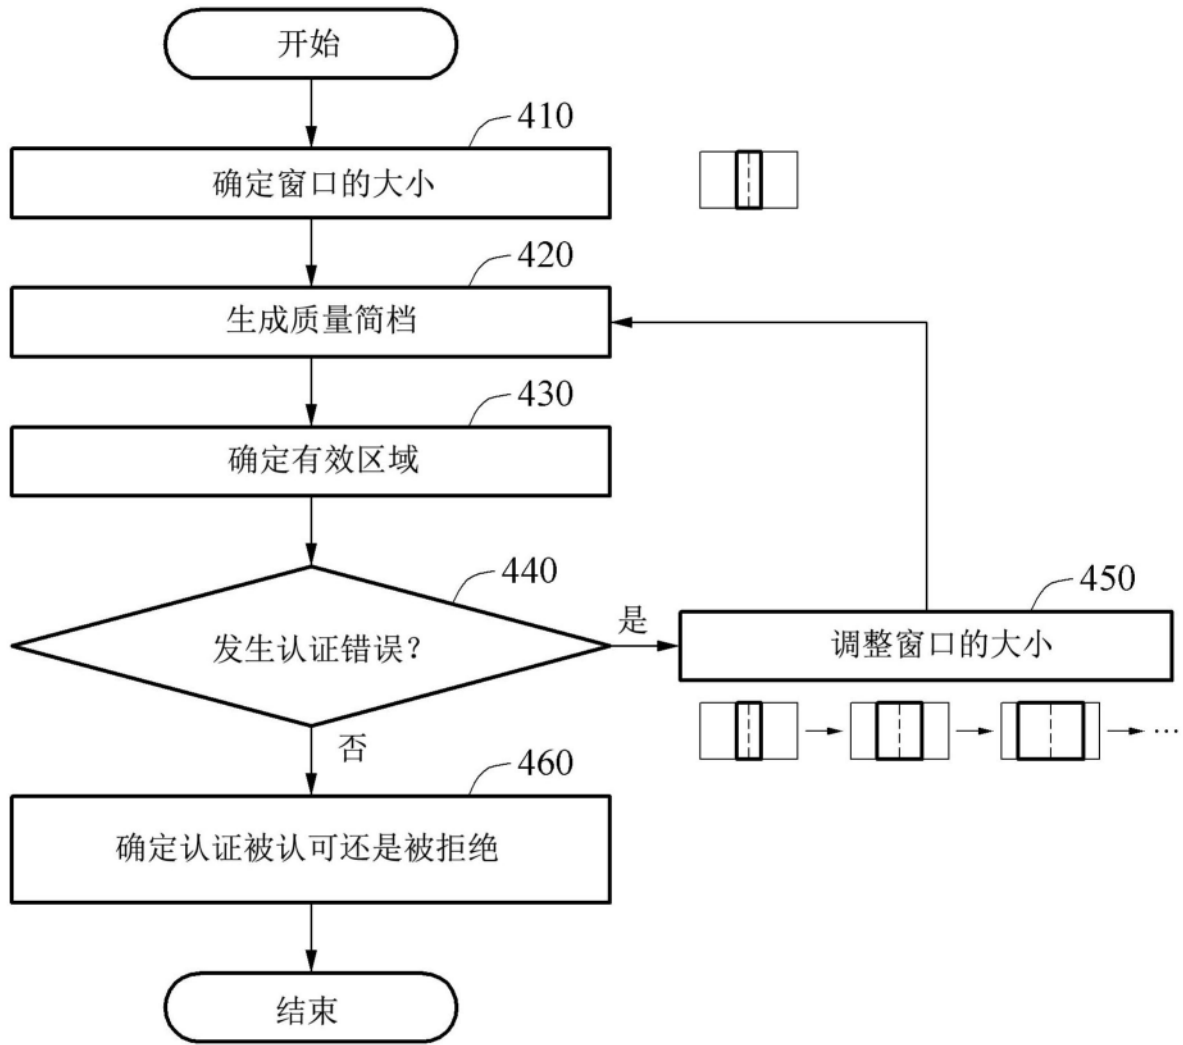 开始
410
确定窗口的大小
420
生成质量简档
430
确定有效区域
440
发生认证错误？
是
450
调整窗口的大小
…
否
460
确定认证被认可还是被拒绝
结束